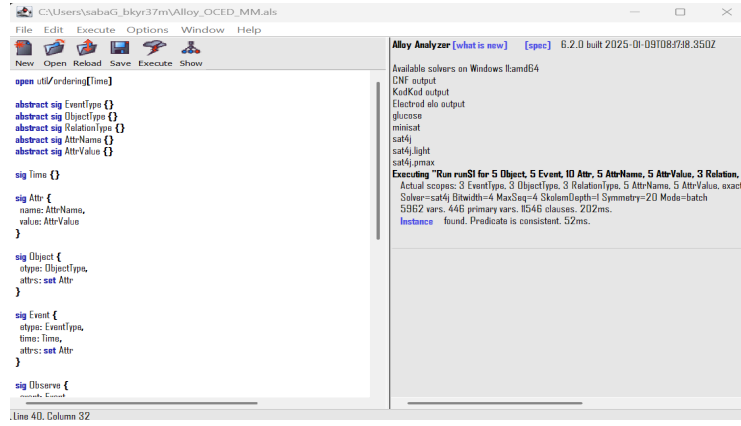 C:\Users\sabaG_bkyr37m\Alloy_OCED_MM.als
File Edit Execute Options Window Help
New Open Reload Save Execute Show
open util/ordering[Time]
abstract sig EventType {}
abstract sig ObjectType {}
abstract sig RelationType {}
abstract sig AttrName {}
abstract sig AttrValue {}
sig Time {}
sig Attr {
name: AttrName,
value: AttrValue
}
sig Object {
otype: ObjectType,
attrs: set Attr
}
sig Event {
etype: EventType,
time: Time,
attrs: set Attr
}
sig Observe {
event: Event
Line 40, Column 32
Alloy Analyzer [what is new] [spec] 6.2.0 built 2025-01-09T08:17:18.350Z
Available solvers on Windows 11:amd64
CNF output
KodKod output
Electrod elo output
glucose
minisat
sat4j
sat4j.light
sat4j.pmax
Executing "Run run$1 for 5 Object, 5 Event, 10 Attr, 5 AttrName, 5 AttrValue, 3 Relation,
Actual scopes: 3 EventType, 3 ObjectType, 3 RelationType, 5 AttrName, 5 AttrValue, exact
Solver=sat4j Bitwidth=4 MaxSeq=4 SkolemDepth=1 Symmetry=20 Mode=batch
5962 vars. 446 primary vars. 11546 clauses. 202ms.
Instance found. Predicate is consistent. 52ms.